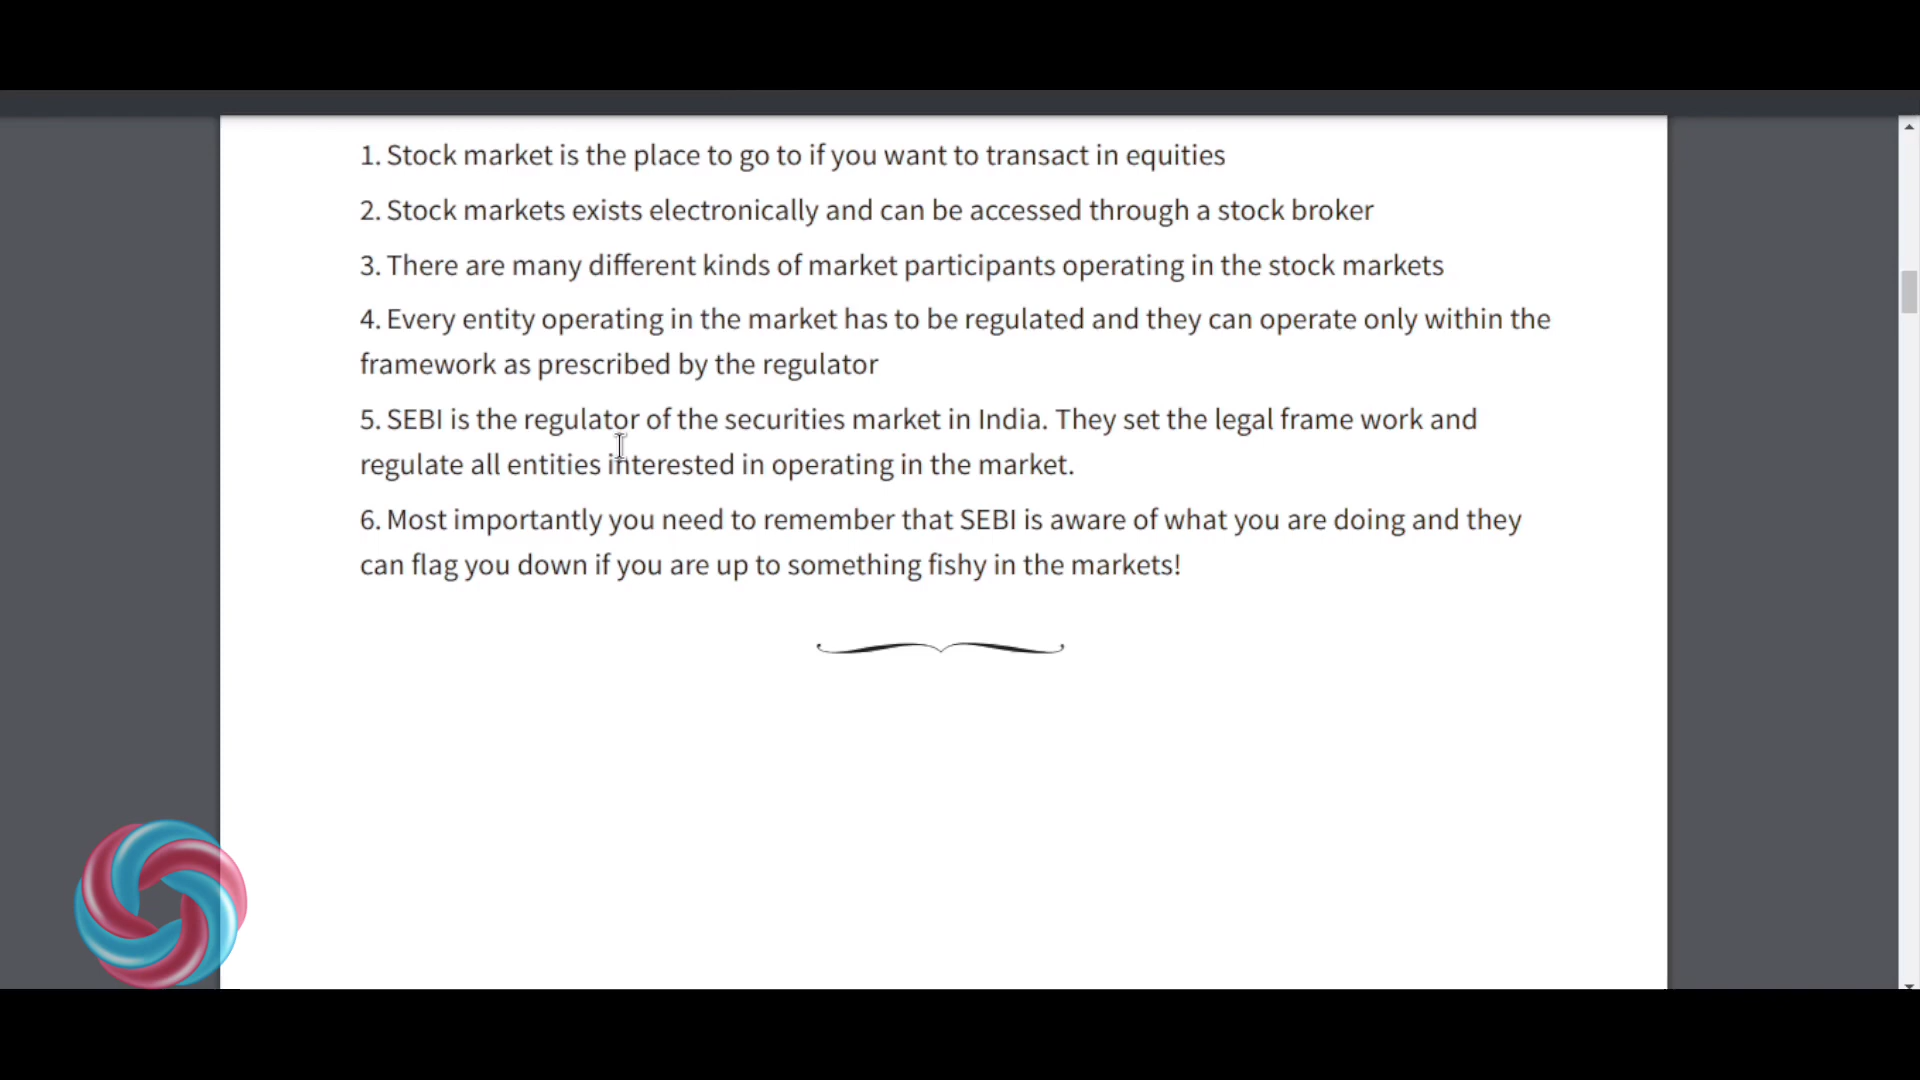 1. Stock market is the place to go to if you want to transact in equities
2. Stock markets exists electronically and can be accessed through a stock broker
3. There are many different kinds of market participants operating in the stock markets
4. Every entity operating in the market has to be regulated and they can operate only within the
framework as prescribed by the regulator
5. SEBI is the regulator of the securities market in India. They set the legal frame work and
regulate all entities interested in operating in the market.
6. Most importantly you need to remember that SEBI is aware of what you are doing and they
can flag you down if you are up to something fishy in the markets!